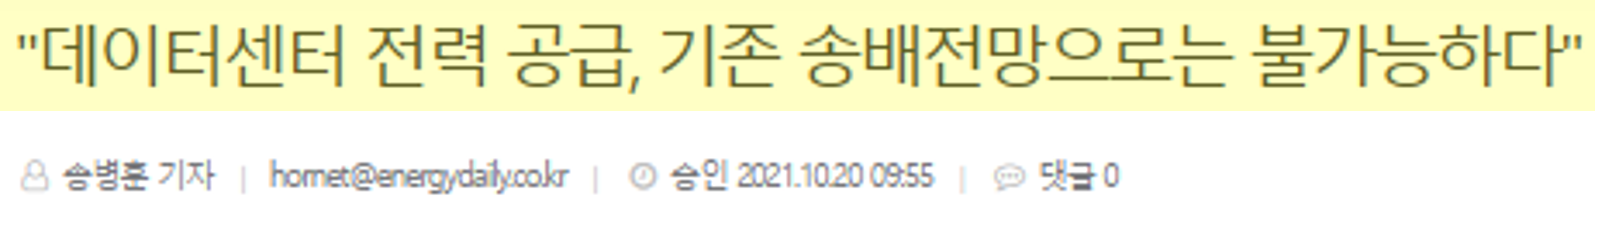 "데이터센터 전력 공급, 기존 송배전망으로는 불가능하다"
송병훈 기자 | hornet@energydaily.co.kr | 승인 2021.10.20 09:55 | 댓글 0